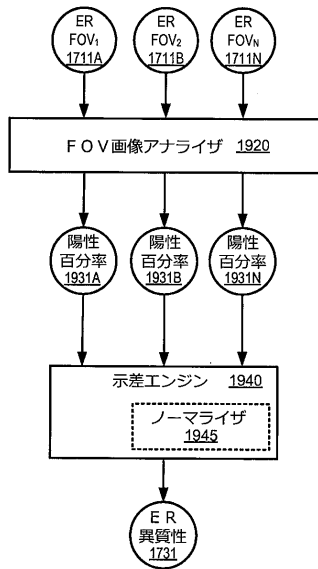 ER
FOV₁
1711A
ER
FOV₂
1711B
ER
FOVN
1711N
FOV画像アナライザ 1920
陽性
百分率
1931A
陽性
百分率
1931B
陽性
百分率
1931N
示差エンジン 1940
ノーマライザ
1945
ER
異質性
1731